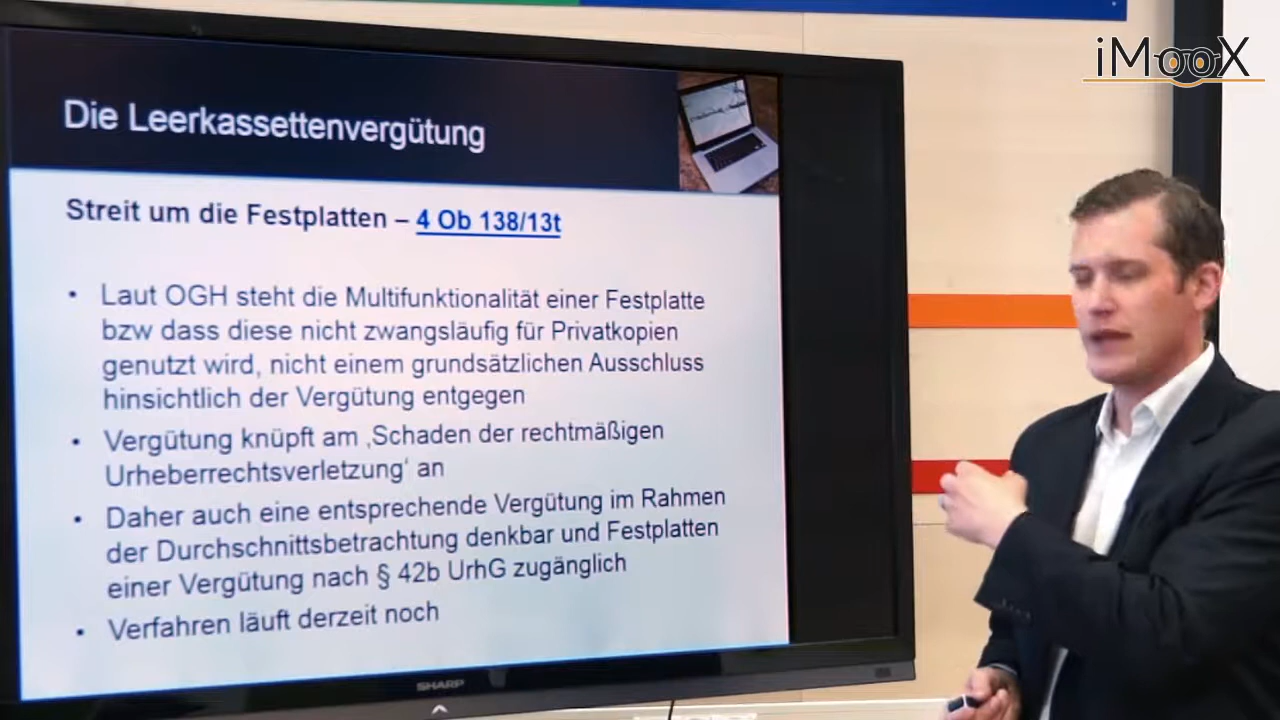 iMooX
Die Leerkassettenvergütung
Streit um die Festplatten – 4 Ob 138/13t
• Laut OGH steht die Multifunktionalität einer Festplatte
bzw dass diese nicht zwangsläufig für Privatkopien
genutzt wird, nicht einem grundsätzlichen Ausschluss
hinsichtlich der Vergütung entgegen
• Vergütung knüpft am ‚Schaden der rechtmäßigen
Urheberrechtsverletzung‘ an
• Daher auch eine entsprechende Vergütung im Rahmen
der Durchschnittsbetrachtung denkbar und Festplatten
einer Vergütung nach § 42b UrhG zugänglich
• Verfahren läuft derzeit noch
SHARP